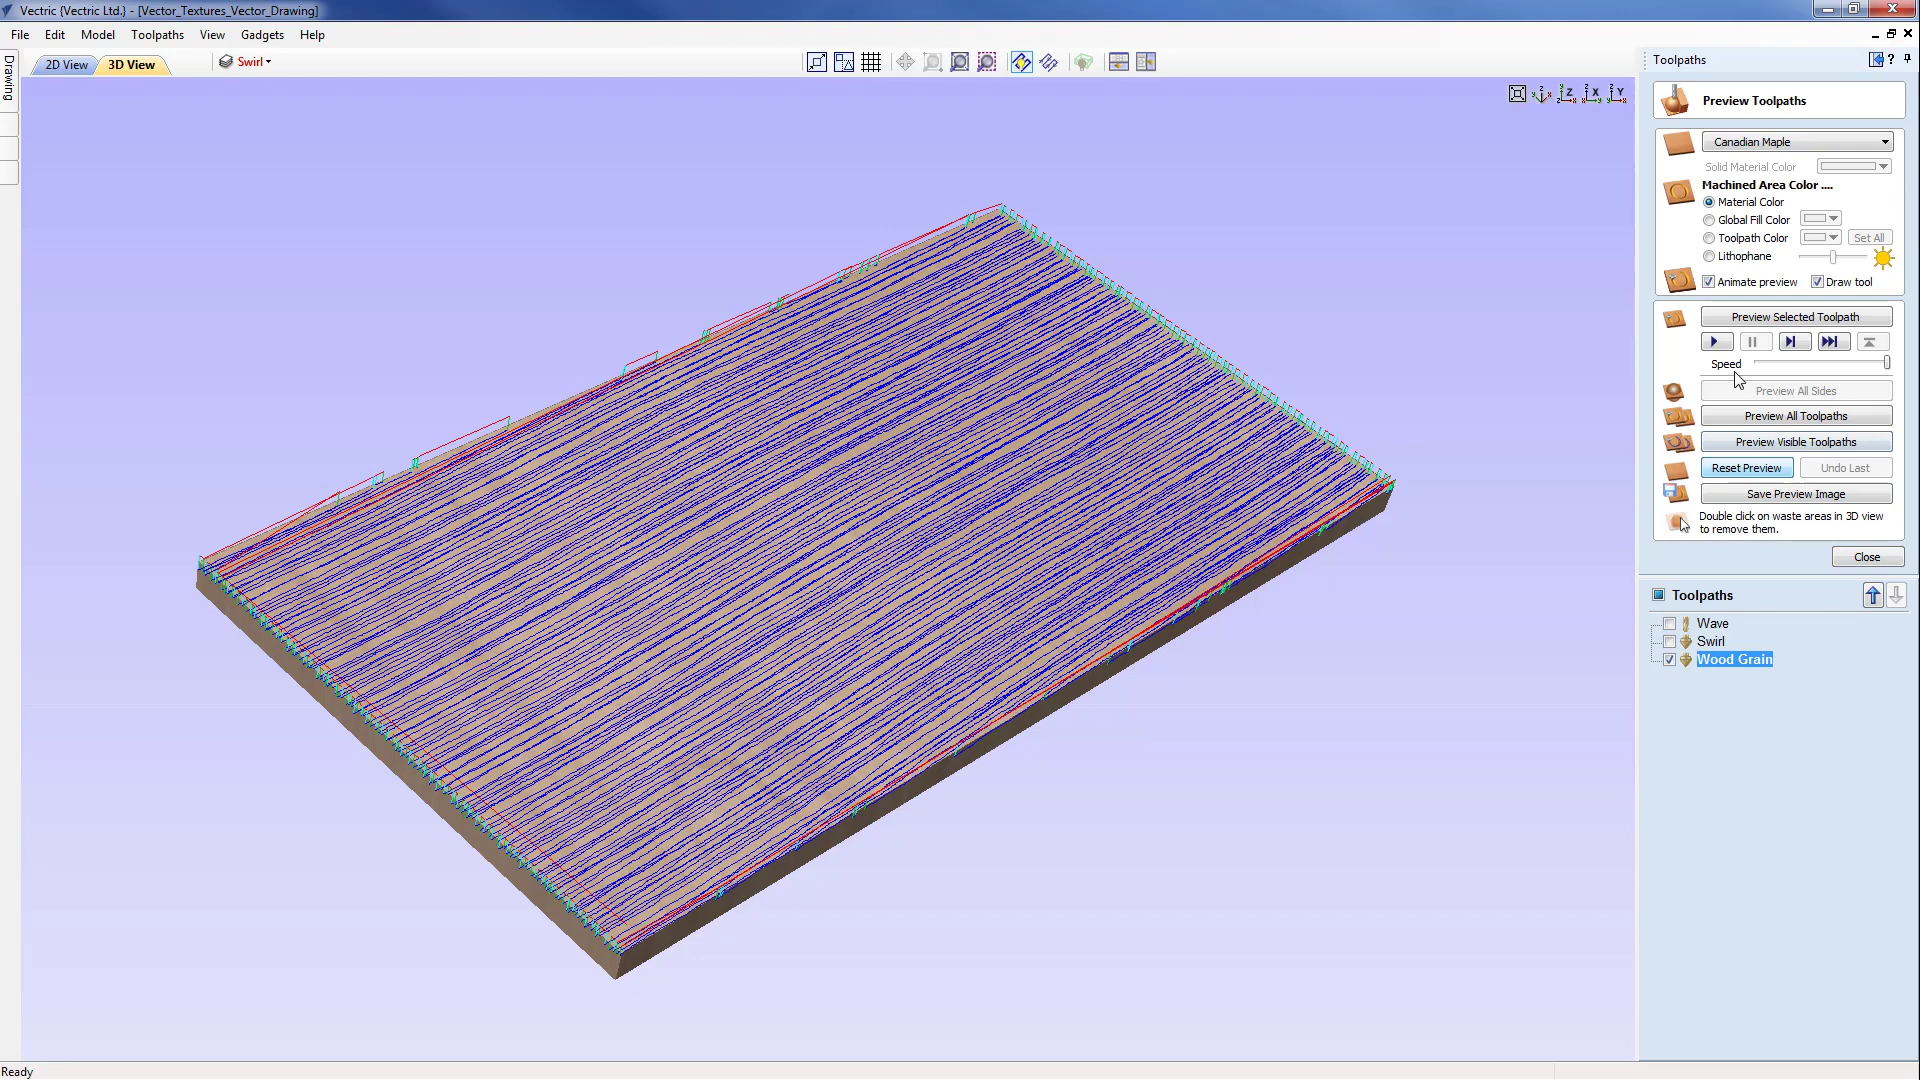 Vectric {Vectric Ltd.} - [Vector_Textures_Vector_Drawing]
File Edit Model Toolpaths View Gadgets Help
Drawing
2D View 3D View Swirl
Toolpaths
Preview Toolpaths
Canadian Maple
Solid Material Color
Machined Area Color ....
Material Color
Global Fill Color
Toolpath Color Set All
Lithophane
Animate preview Draw tool
Preview Selected Toolpath
Speed
Preview All Sides
Preview All Toolpaths
Preview Visible Toolpaths
Reset Preview Undo Last
Save Preview Image
Double click on waste areas in 3D view
to remove them.
Close
Toolpaths
Wave
Swirl
Wood Grain
Ready